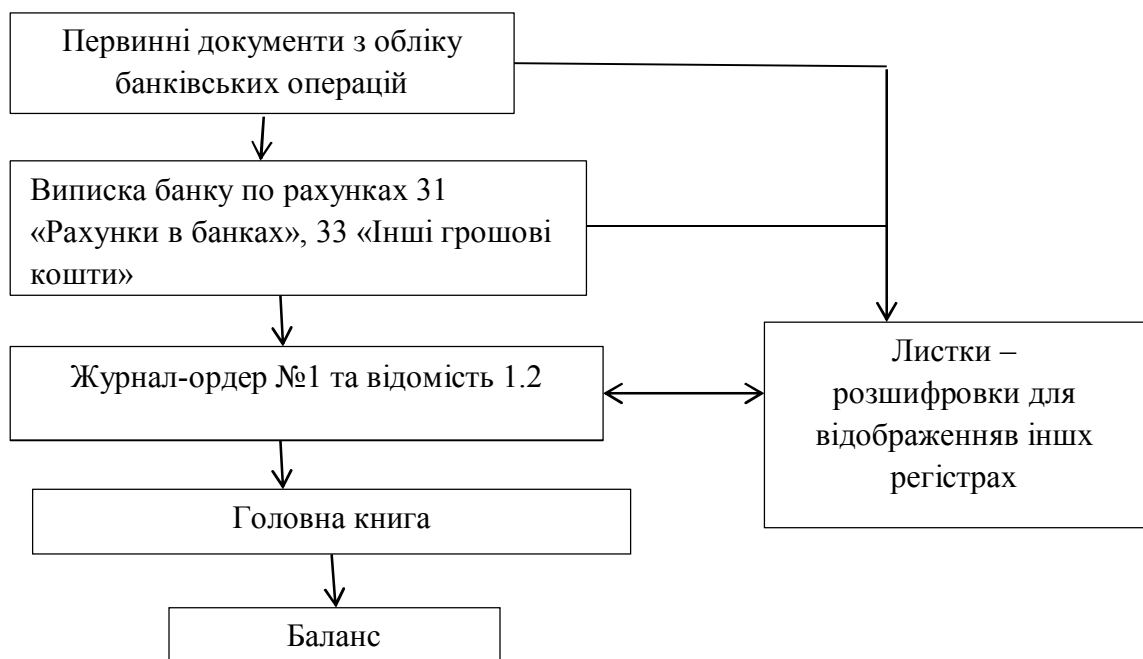 Первинні документи з обліку
банківських операцій
Виписка банку по рахунках 31
«Рахунки в банках», 33 «Інші грошові
кошти»
Журнал-ордер №1 та відомість 1.2
Листки –
розшифровки для
відображенняв іншх
регістрах
Головна книга
Баланс